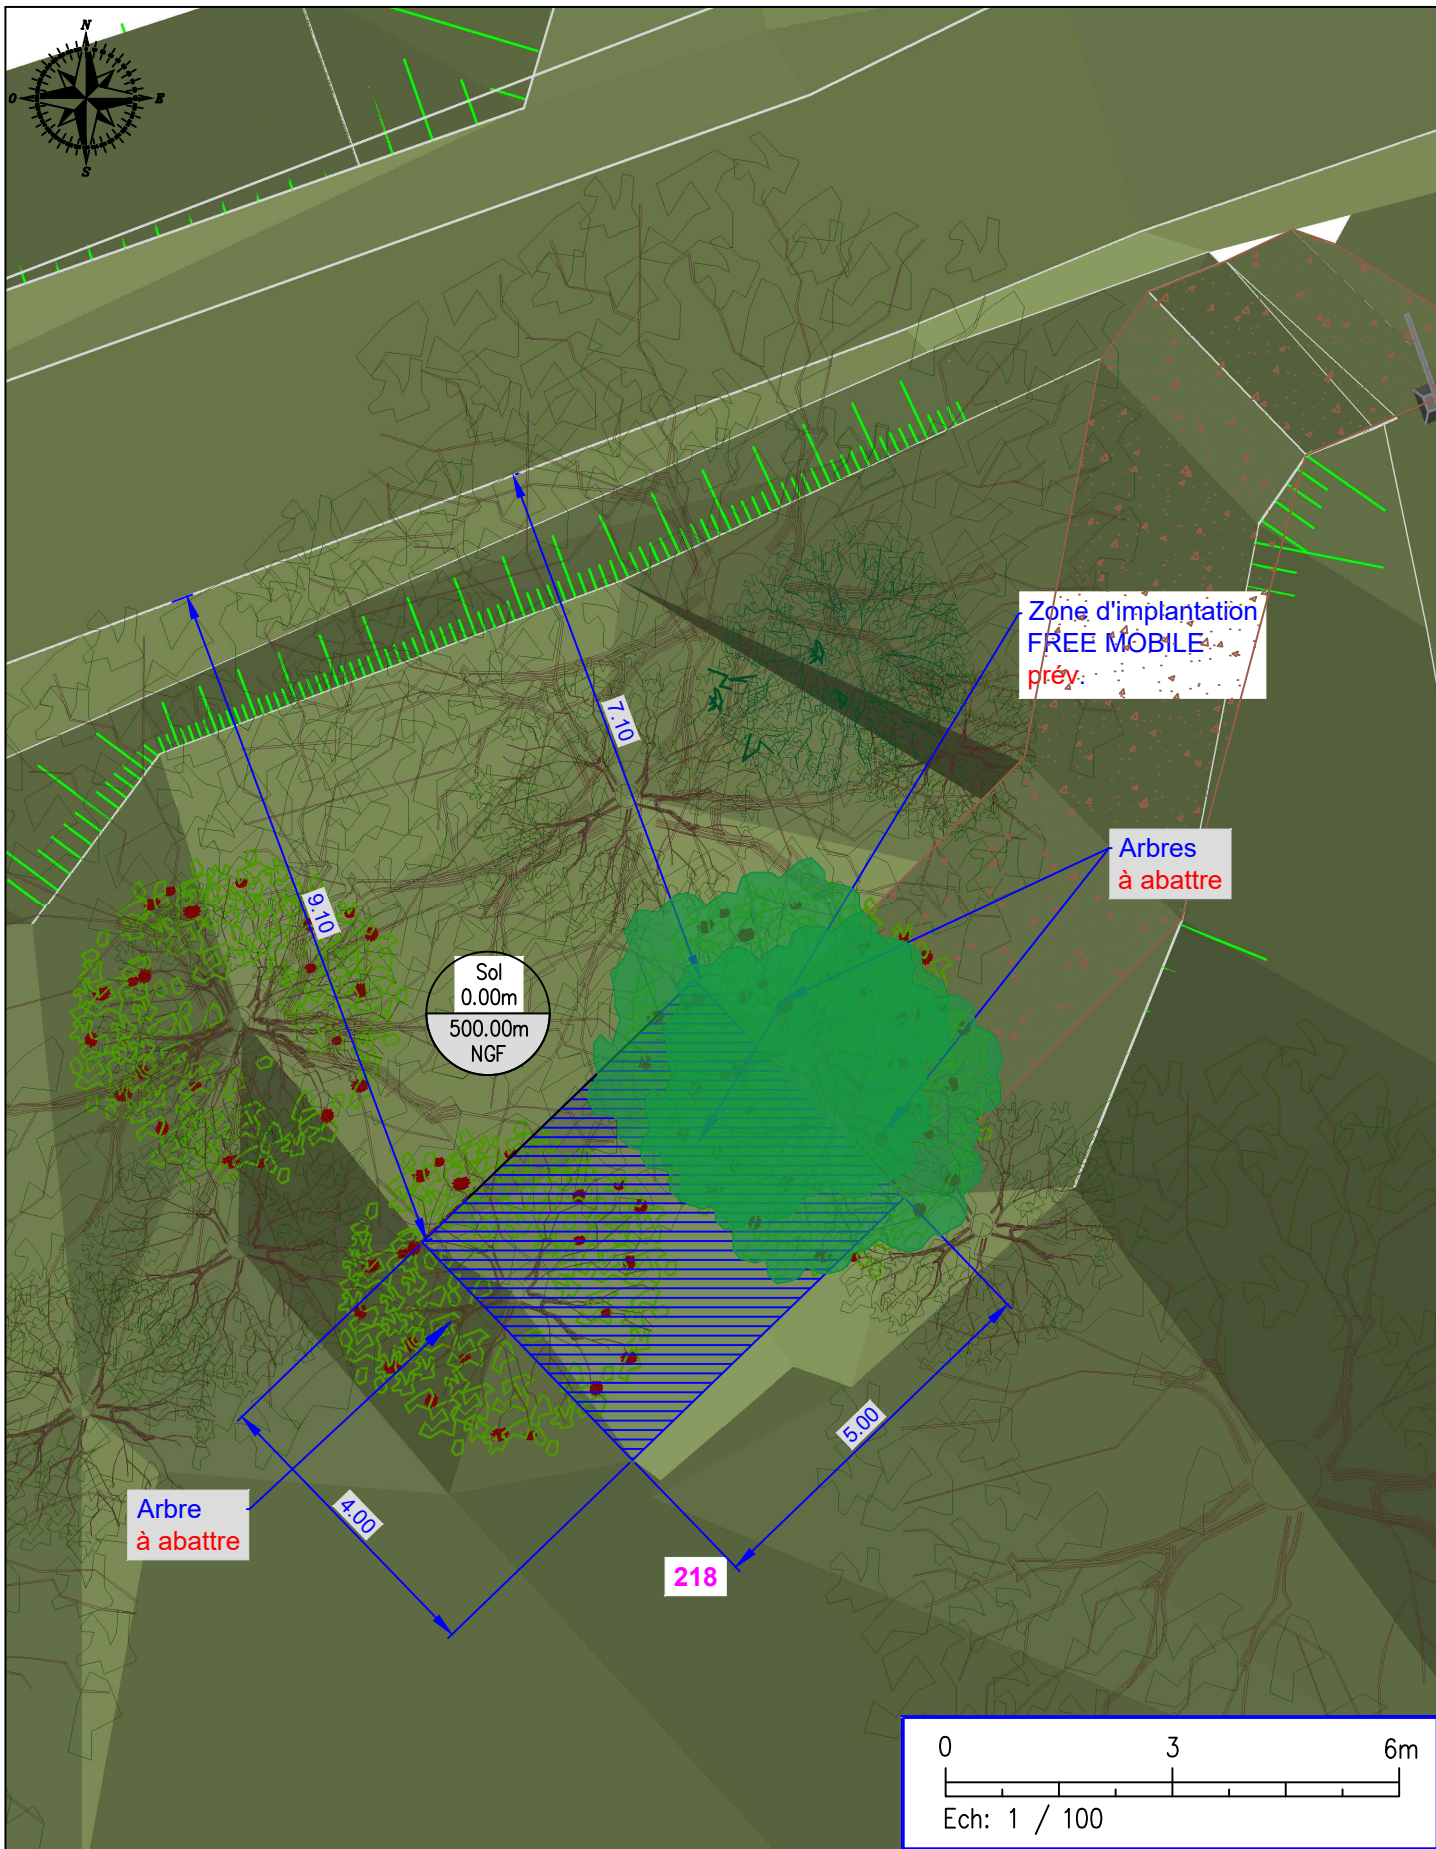 N
O
E
S
Zone d'implantation
FREE MOBILE
prév.
7.10
Arbres
à abattre
9.10
Sol
0.00m
500.00m
NGF
5.00
Arbre
à abattre
4.00
218
0 3 6m
Ech: 1 / 100